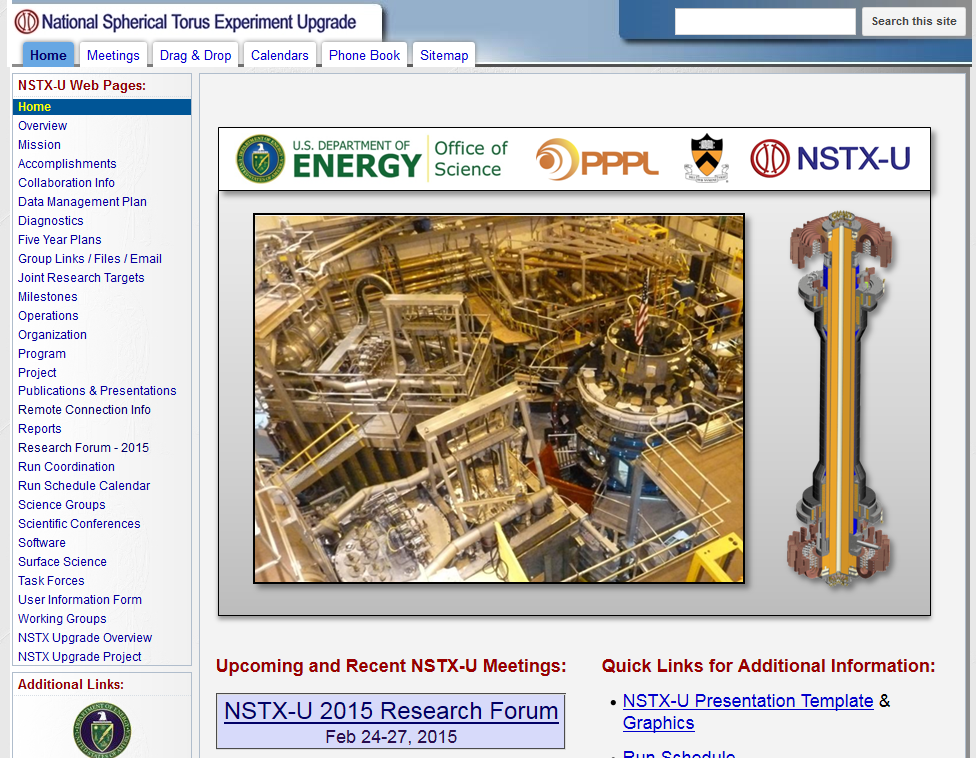 National Spherical Torus Experiment Upgrade
Search this site
Home
Meetings
Drag & Drop
Calendars
Phone Book
Sitemap
NSTX-U Web Pages:
Home
Overview
Mission
Accomplishments
Collaboration Info
Data Management Plan
Diagnostics
Five Year Plans
Group Links / Files / Email
Joint Research Targets
Milestones
Operations
Organization
Program
Project
Publications & Presentations
Remote Connection Info
Reports
Research Forum - 2015
Run Coordination
Run Schedule Calendar
Science Groups
Scientific Conferences
Software
Surface Science
Task Forces
User Information Form
Working Groups
NSTX Upgrade Overview
NSTX Upgrade Project
Additional Links:
U.S. DEPARTMENT OF
ENERGY
Office of
Science
PPPL
NSTX-U
Upcoming and Recent NSTX-U Meetings:
NSTX-U 2015 Research Forum
Feb 24-27, 2015
Quick Links for Additional Information:
NSTX-U Presentation Template &
Graphics
Run Schedule